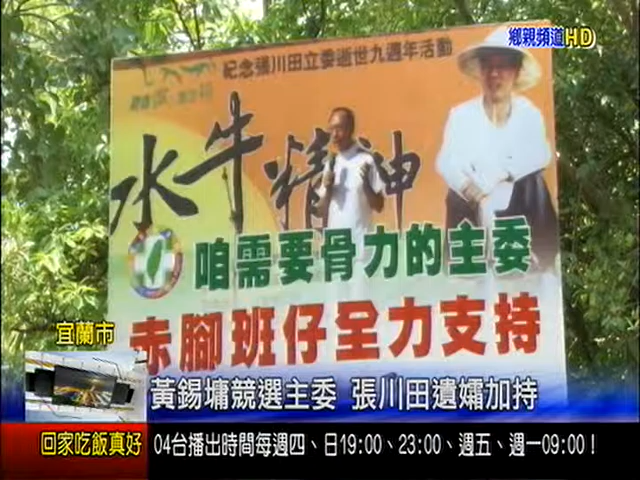 鄉親頻道HD
紀念張川田立委逝世九週年活動
水牛精神
咱需要骨力的主委
赤腳班仔全力支持
宜蘭市
黃錫墉競選主委 張川田遺孀加持
回家吃飯真好
04台播出時間每週四、日19:00、23:00、週五、週一09:00！